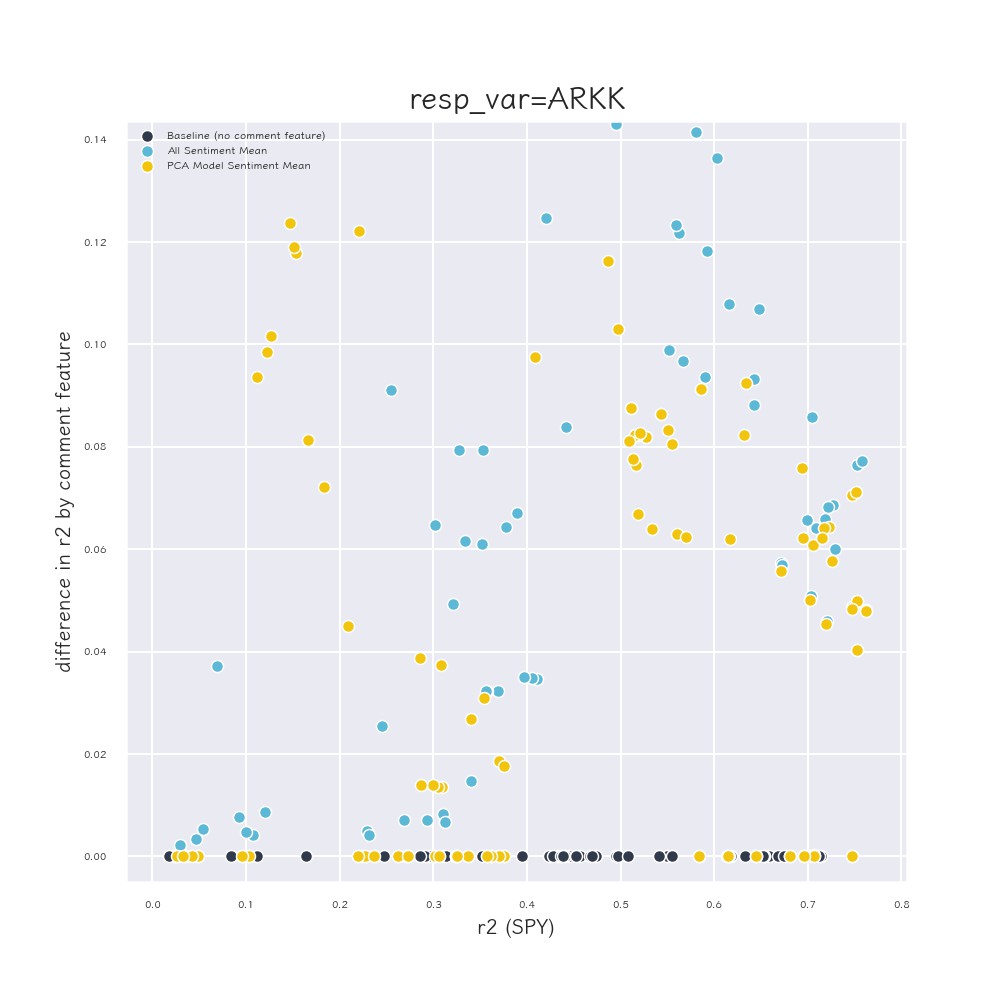 resp_var=ARKK
Baseline (no comment feature)
All Sentiment Mean
PCA Model Sentiment Mean
difference in r2 by comment feature
0.14
0.12
0.10
0.08
0.06
0.04
0.02
0.00
0.0 0.1 0.2 0.3 0.4 0.5 0.6 0.7 0.8
r2 (SPY)